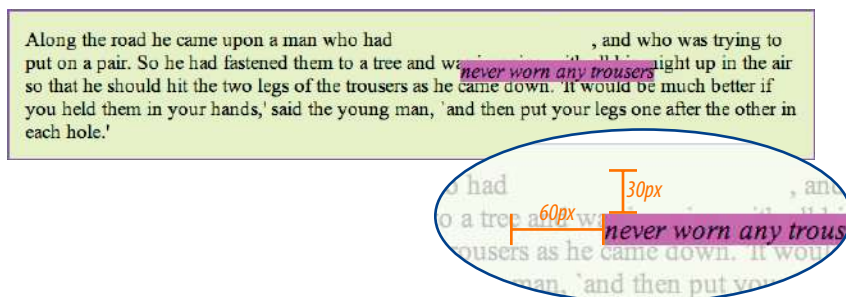 Along the road he came upon a man who had , and who was trying to
put on a pair. So he had fastened them to a tree and up in the air
never worn any trousers
so that he should hit the two legs of the trousers as he came down. 'It would be much better if
you held them in your hands,' said the young man, `and then put your legs one after the other in
each hole.'
had , and
30px
a tree and
60px
never worn any trous
as he came down. 'It
man, `and then put